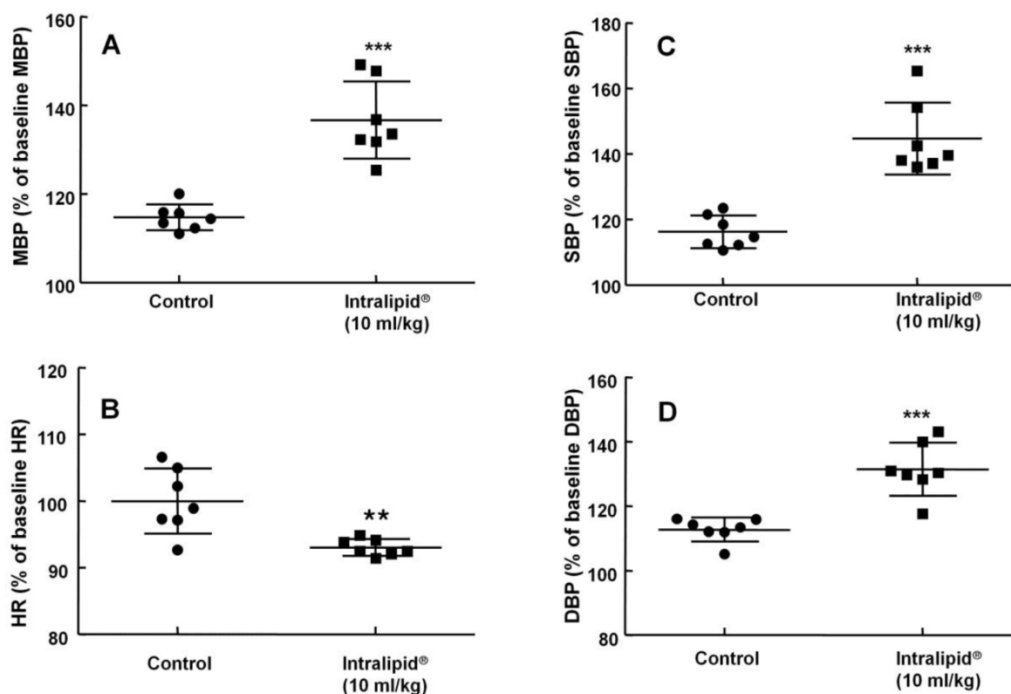 A
MBP (% of baseline MBP)
160
140
120
100
***
Control
Intralipid®
(10 ml/kg)
C
SBP (% of baseline SBP)
180
160
140
120
100
***
Control
Intralipid®
(10 ml/kg)
B
HR (% of baseline HR)
120
110
100
90
80
**
Control
Intralipid®
(10 ml/kg)
D
DBP (% of baseline DBP)
160
140
120
100
80
***
Control
Intralipid®
(10 ml/kg)